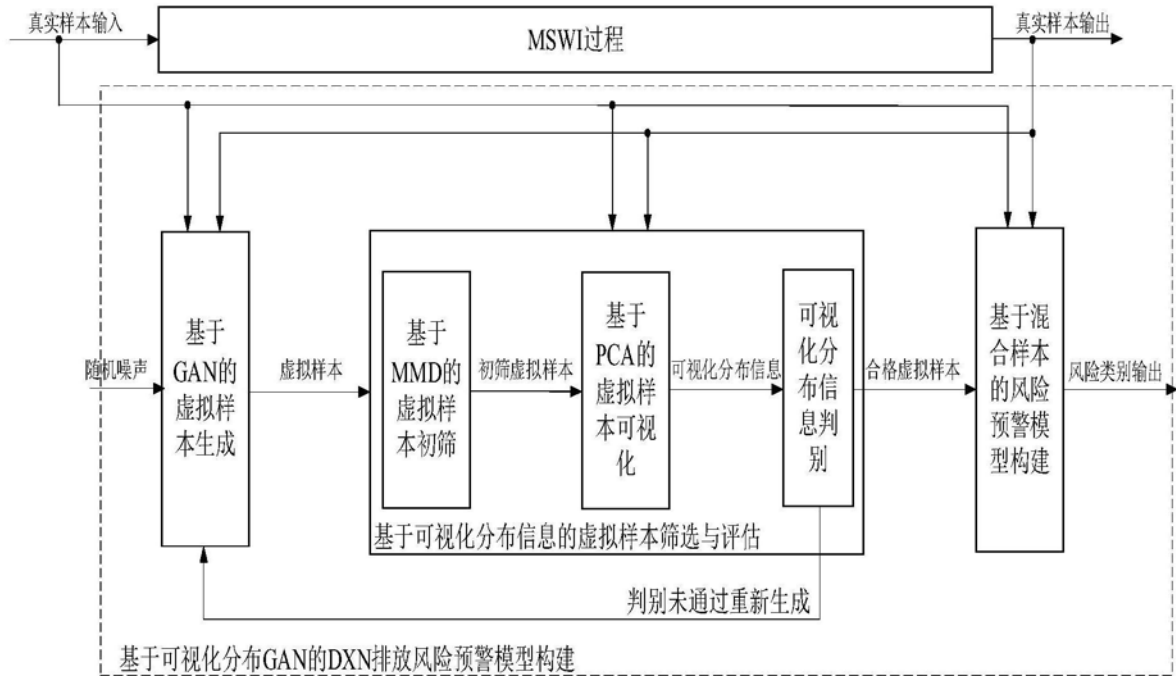 真实样本输入
MSWI过程
真实样本输出
随机噪声
基于
GAN的
虚拟样
本生成
虚拟样本
基于
MMD的
虚拟样
本初筛
初筛虚拟样本
基于
PCA的
虚拟样
本可视
化
可视化分布信息
可视
化分
布信
息判
别
合格虚拟样本
基于混
合样本
的风险
预警模
型构建
风险类别输出
基于可视化分布信息的虚拟样本筛选与评估
判别未通过重新生成
基于可视化分布GAN的DXN排放风险预警模型构建